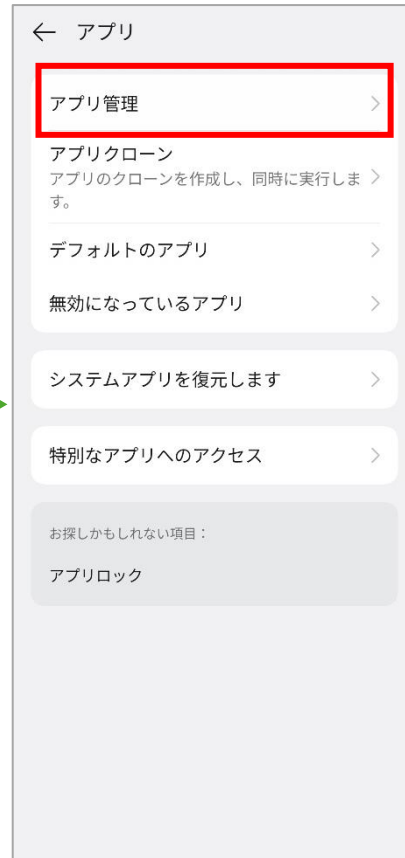 アプリ
アプリ管理
アプリクローン
アプリのクローンを作成し、同時に実行しま
す。
デフォルトのアプリ
無効になっているアプリ
システムアプリを復元します
特別なアプリへのアクセス
お探しかもしれない項目：
アプリロック